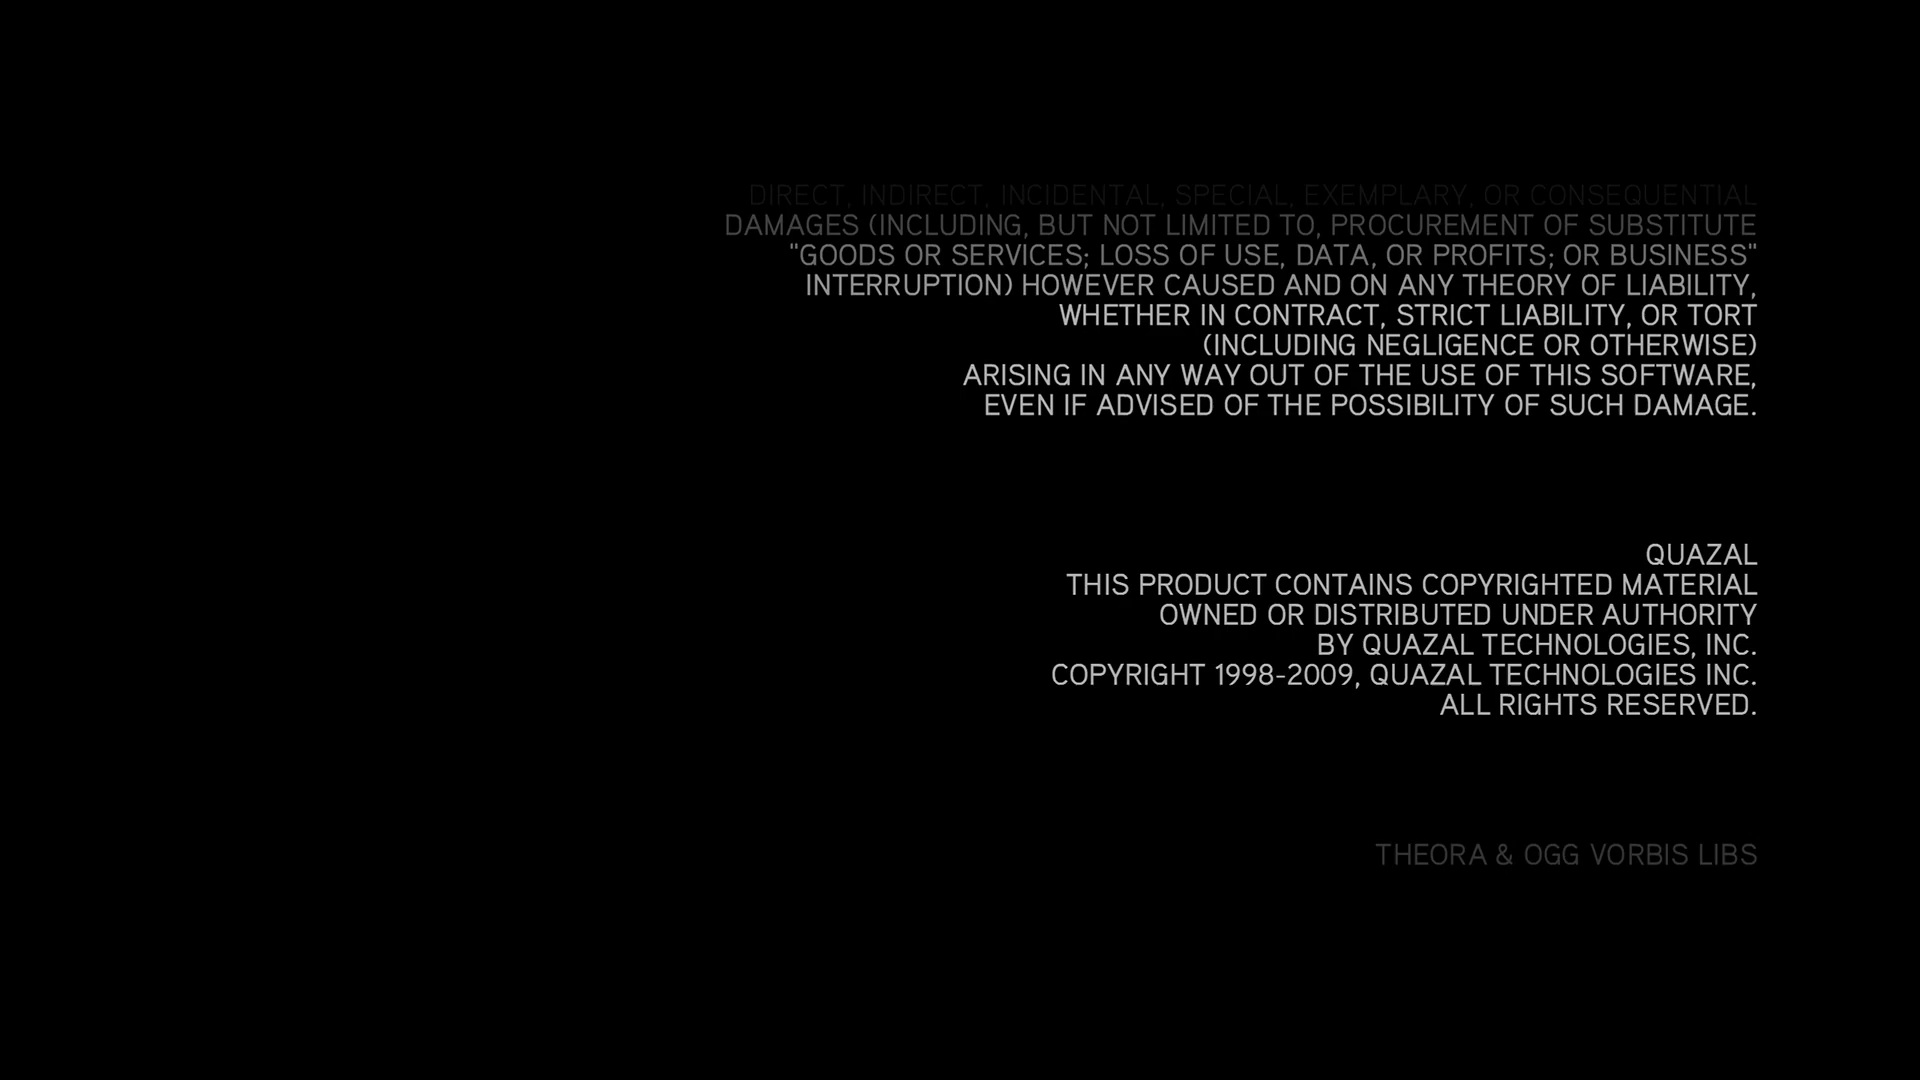 DIRECT, INDIRECT, INCIDENTAL, SPECIAL, EXEMPLARY, OR CONSEQUENTIAL
DAMAGES (INCLUDING, BUT NOT LIMITED TO, PROCUREMENT OF SUBSTITUTE
"GOODS OR SERVICES; LOSS OF USE, DATA, OR PROFITS; OR BUSINESS"
INTERRUPTION) HOWEVER CAUSED AND ON ANY THEORY OF LIABILITY,
WHETHER IN CONTRACT, STRICT LIABILITY, OR TORT
(INCLUDING NEGLIGENCE OR OTHERWISE)
ARISING IN ANY WAY OUT OF THE USE OF THIS SOFTWARE,
EVEN IF ADVISED OF THE POSSIBILITY OF SUCH DAMAGE.
QUAZAL
THIS PRODUCT CONTAINS COPYRIGHTED MATERIAL
OWNED OR DISTRIBUTED UNDER AUTHORITY
BY QUAZAL TECHNOLOGIES, INC.
COPYRIGHT 1998-2009, QUAZAL TECHNOLOGIES INC.
ALL RIGHTS RESERVED.
THEORA & OGG VORBIS LIBS